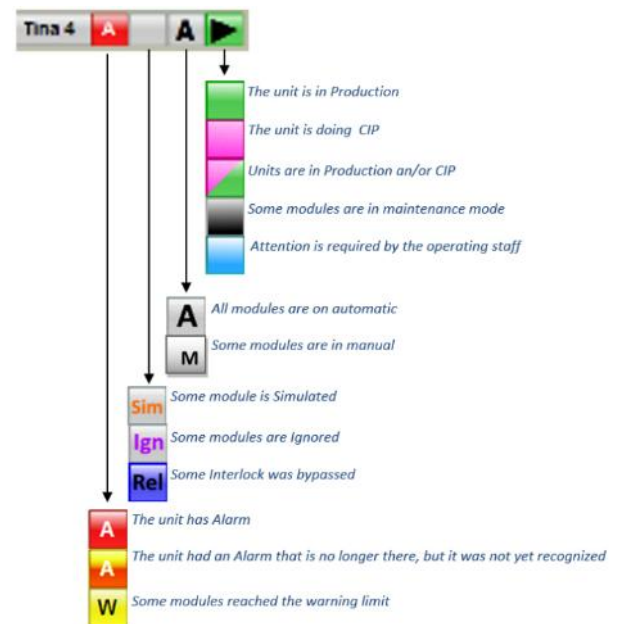 Tina 4 A A
The unit is in Production
The unit is doing CIP
Units are in Production an/or CIP
Some modules are in maintenance mode
Attention is required by the operating staff
A All modules are on automatic
M Some modules are in manual
Sim Some module is Simulated
Ign Some modules are Ignored
Rel Some Interlock was bypassed
A The unit has Alarm
A The unit had an Alarm that is no longer there, but it was not yet recognized
W Some modules reached the warning limit